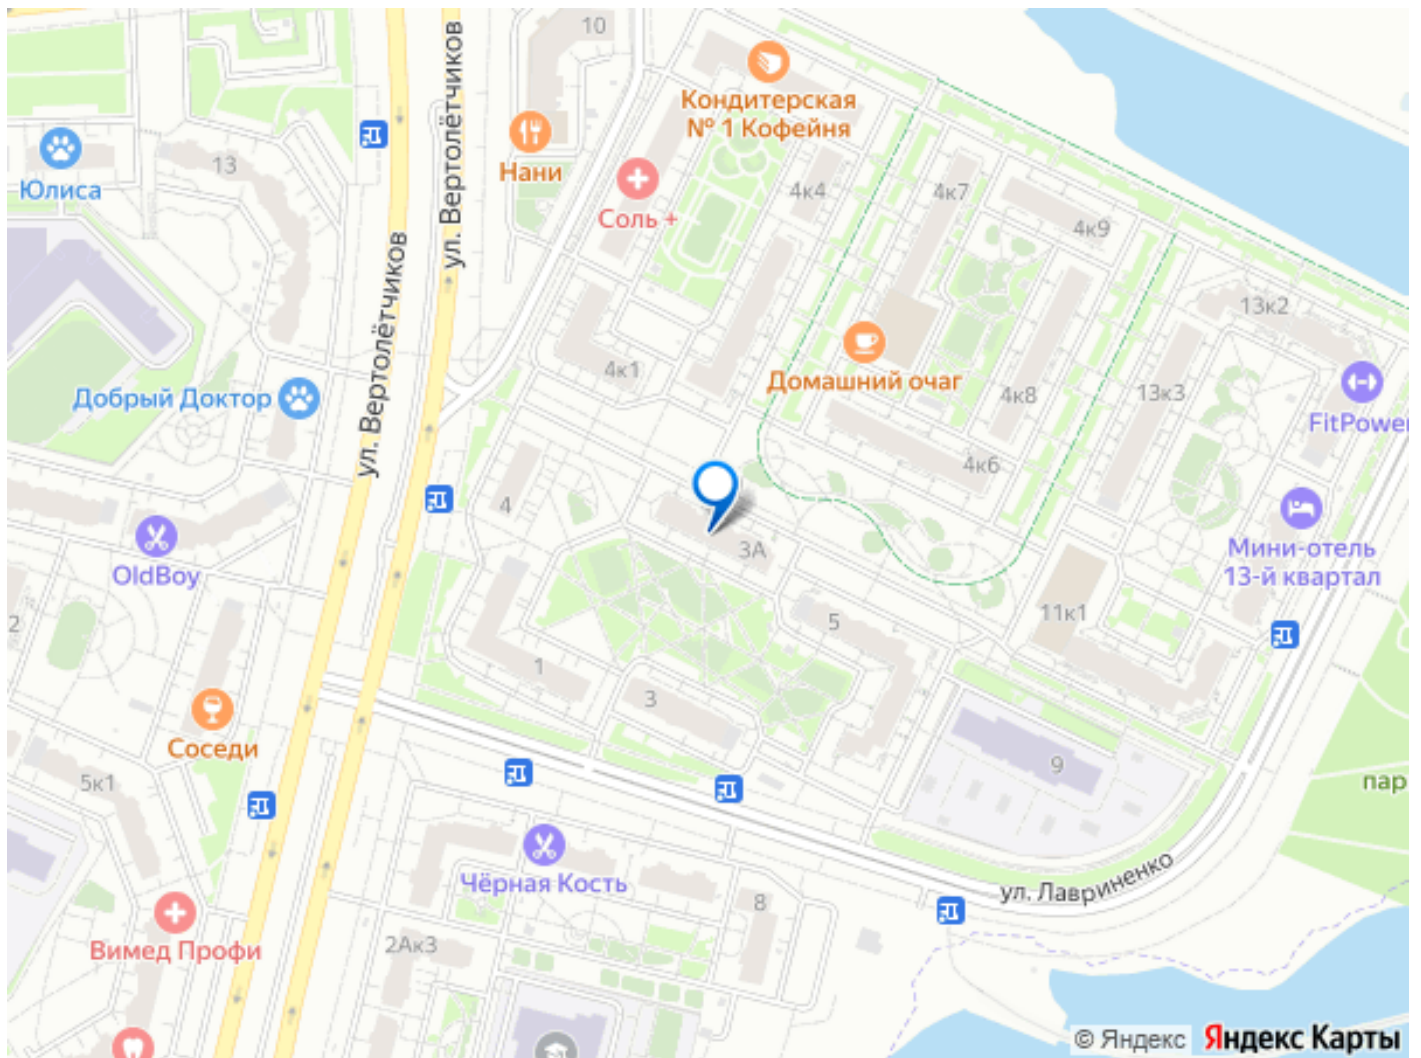 10
ул. Вертолётчиков
Кондитерская
№ 1 Кофейня
13
Юлиса
Нани
4к4
4к7
Соль +
4к9
ул. Вертолётчиков
13к2
Домашний очаг
4к1
Добрый Доктор
4к8
13к3
FitPower
4к6
4
3А
Мини-отель
13-й квартал
OldBoy
11к1
5
2
1
3
Соседи
9
5к1
пар
Чёрная Кость
ул. Лавриненко
8
Вимед Профи
2Ак3
© Яндекс Яндекс Карты